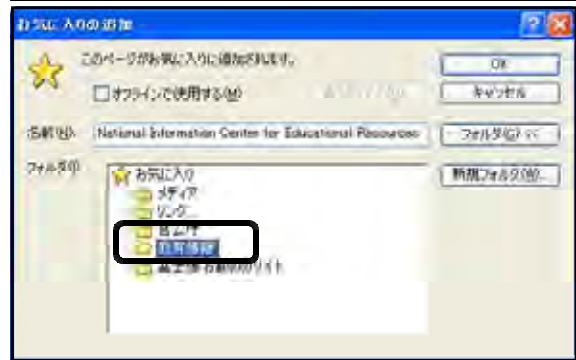 お気に入りの追加
このページがお気に入りに追加されます。
OK
オフラインで使用する(M)
キャンセル
名前(N):
National Information Center for Educational Resources
フォルダ(C) <<
フォルダ(I):
お気に入り
新規フォルダ(W)...
メディア
リンク
教育情報